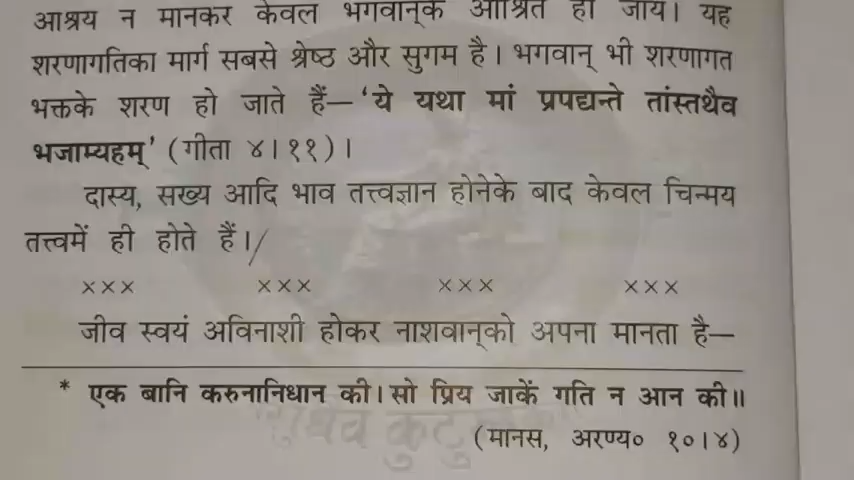 आश्रय न मानकर केवल भगवान्‌के आश्रित हो जाय। यह
शरणागतिका मार्ग सबसे श्रेष्ठ और सुगम है। भगवान् भी शरणागत
भक्तके शरण हो जाते हैं—‘ये यथा मां प्रपद्यन्ते तांस्तथैव
भजाम्यहम्’ (गीता ४।११)।
दास्य, सख्य आदि भाव तत्त्वज्ञान होनेके बाद केवल चिन्मय
तत्त्वमें ही होते हैं।/
××× ××× ××× ×××
जीव स्वयं अविनाशी होकर नाशवान्‌को अपना मानता है—
* एक बानि करुनानिधान की। सो प्रिय जाकें गति न आन की॥
(मानस, अरण्य० १०।४)